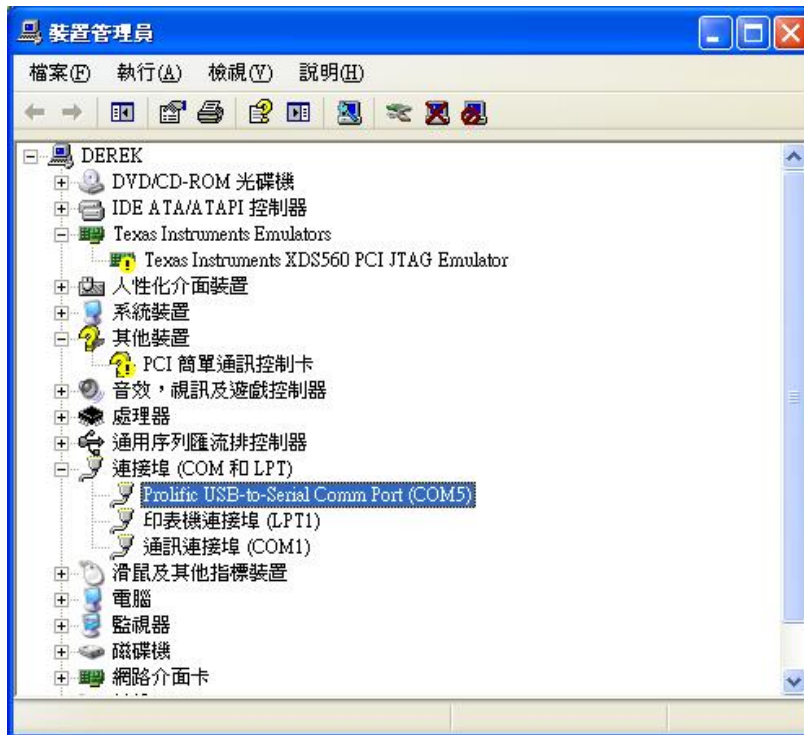 裝置管理員
檔案(F) 執行(A) 檢視(V) 說明(H)
DEREK
DVD/CD-ROM 光碟機
IDE ATA/ATAPI 控制器
Texas Instruments Emulators
Texas Instruments XDS560 PCI JTAG Emulator
人性化介面裝置
系統裝置
其他裝置
PCI 簡單通訊控制卡
音效，視訊及遊戲控制器
處理器
通用序列匯流排控制器
連接埠 (COM 和 LPT)
Prolific USB-to-Serial Comm Port (COM5)
印表機連接埠 (LPT1)
通訊連接埠 (COM1)
滑鼠及其他指標裝置
電腦
監視器
磁碟機
網路介面卡